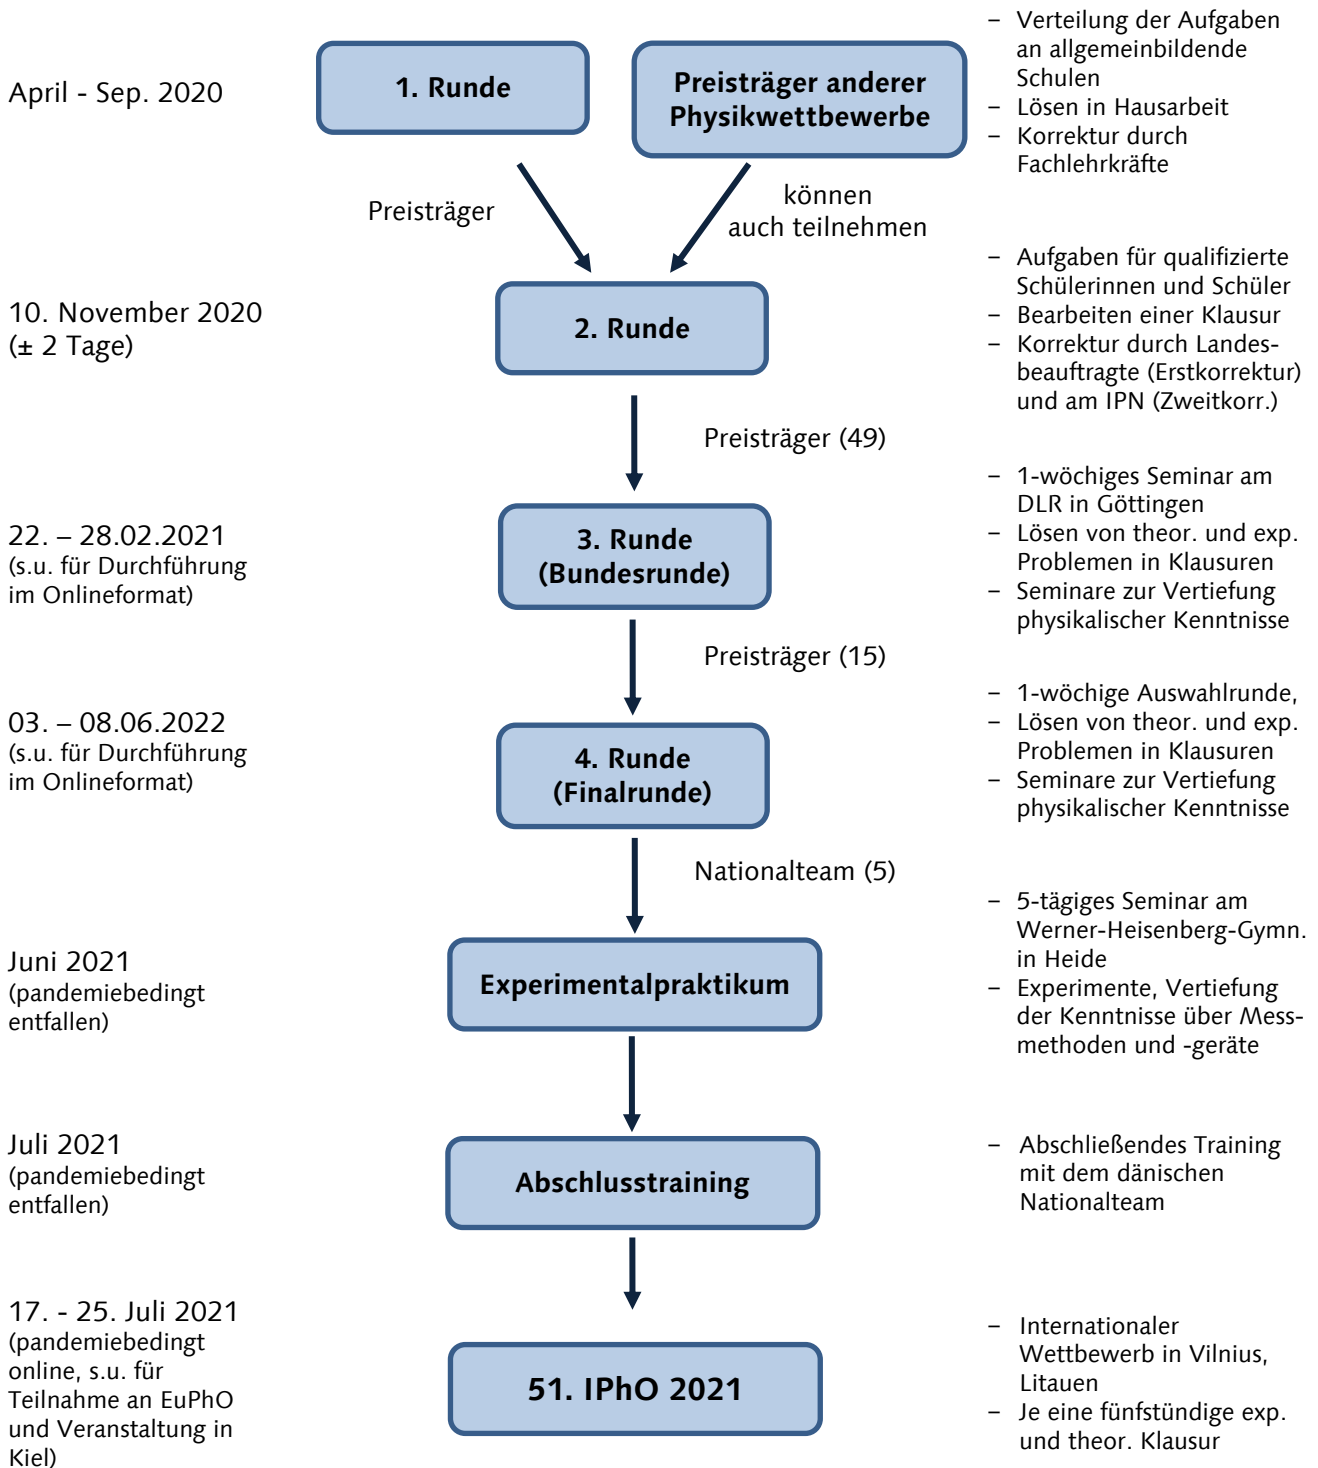 April - Sep. 2020
1. Runde
Preisträger anderer
Physikwettbewerbe
– Verteilung der Aufgaben
an allgemeinbildende
Schulen
– Lösen in Hausarbeit
– Korrektur durch
Fachlehrkräfte
Preisträger
können
auch teilnehmen
10. November 2020
(± 2 Tage)
2. Runde
– Aufgaben für qualifizierte
Schülerinnen und Schüler
– Bearbeiten einer Klausur
– Korrektur durch Landes-
beauftragte (Erstkorrektur)
und am IPN (Zweitkorr.)
Preisträger (49)
22. – 28.02.2021
(s.u. für Durchführung
im Onlineformat)
3. Runde
(Bundesrunde)
– 1-wöchiges Seminar am
DLR in Göttingen
– Lösen von theor. und exp.
Problemen in Klausuren
– Seminare zur Vertiefung
physikalischer Kenntnisse
Preisträger (15)
03. – 08.06.2022
(s.u. für Durchführung
im Onlineformat)
4. Runde
(Finalrunde)
– 1-wöchige Auswahlrunde,
– Lösen von theor. und exp.
Problemen in Klausuren
– Seminare zur Vertiefung
physikalischer Kenntnisse
Nationalteam (5)
Juni 2021
(pandemiebedingt
entfallen)
Experimentalpraktikum
– 5-tägiges Seminar am
Werner-Heisenberg-Gymn.
in Heide
– Experimente, Vertiefung
der Kenntnisse über Mess-
methoden und -geräte
Juli 2021
(pandemiebedingt
entfallen)
Abschlusstraining
– Abschließendes Training
mit dem dänischen
Nationalteam
17. - 25. Juli 2021
(pandemiebedingt
online, s.u. für
Teilnahme an EuPhO
und Veranstaltung in
Kiel)
51. IPhO 2021
– Internationaler
Wettbewerb in Vilnius,
Litauen
– Je eine fünfstündige exp.
und theor. Klausur